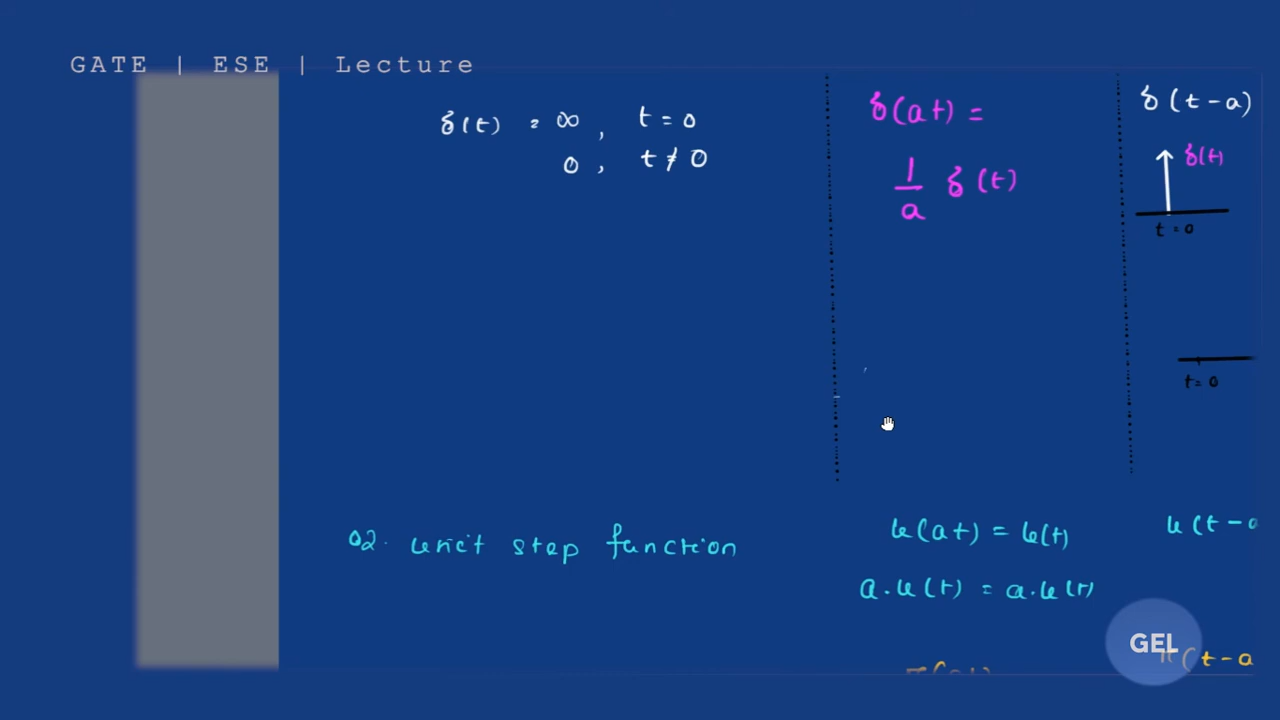 GATE | ESE | Lecture
δ(t) = ∞, t = 0
0, t ≠ 0
δ(at) =
1/a δ(t)
δ(t-a)
δ(t)
t = 0
t = 0
02. unit step function
u(at) = u(t)
a.u(t) = a.u(t)
u(t-a
GEL
(t-a